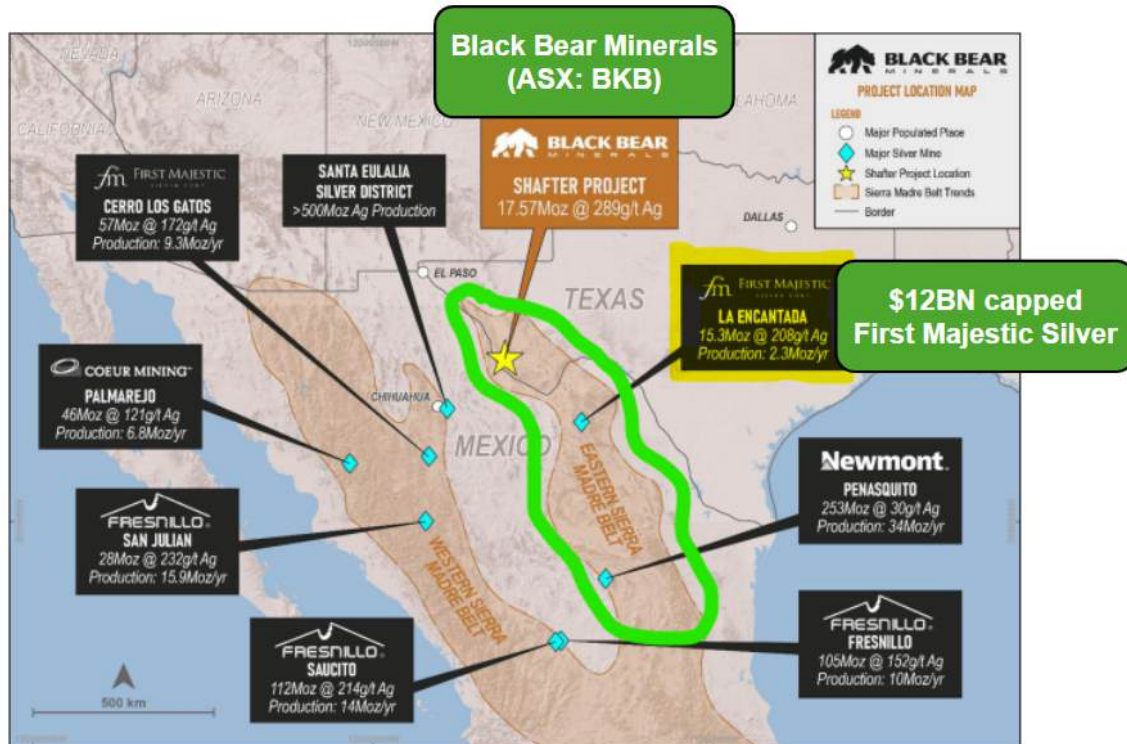 Black Bear Minerals
(ASX: BKB)
NEVADA
CALIFORNIA
ARIZONA
NEW MEXICO
BLACK BEAR
MINERALS
PROJECT LOCATION MAP
LEGEND
Major Populated Place
Major Silver Mine
Shafter Project Location
Sierra Madre Belt Trends
Border
FIRST MAJESTIC
SILVER CORP
CERRO LOS GATOS
57Moz @ 172g/t Ag
Production: 9.3Moz/yr
SANTA EULALIA
SILVER DISTRICT
>500Moz Ag Production
BLACK BEAR
MINERALS
SHAFTER PROJECT
17.57Moz @ 289g/t Ag
DALLAS
EL PASO
TEXAS
FIRST MAJESTIC
SILVER CORP
LA ENCANTADA
15.3Moz @ 208g/t Ag
Production: 2.3Moz/yr
$12BN capped
First Majestic Silver
COEUR MINING
PALMAREJO
46Moz @ 121g/t Ag
Production: 6.8Moz/yr
CHIHUAHUA
MEXICO
FRESNILLO
SAN JULIAN
28Moz @ 232g/t Ag
Production: 15.9Moz/yr
WESTERN SIERRA
MADRE BELT
EASTERN SIERRA
MADRE BELT
Newmont
PENASQUITO
253Moz @ 30g/t Ag
Production: 34Moz/yr
FRESNILLO
SAUCITO
112Moz @ 214g/t Ag
Production: 14Moz/yr
FRESNILLO
FRESNILLO
105Moz @ 152g/t Ag
Production: 10Moz/yr
500 km